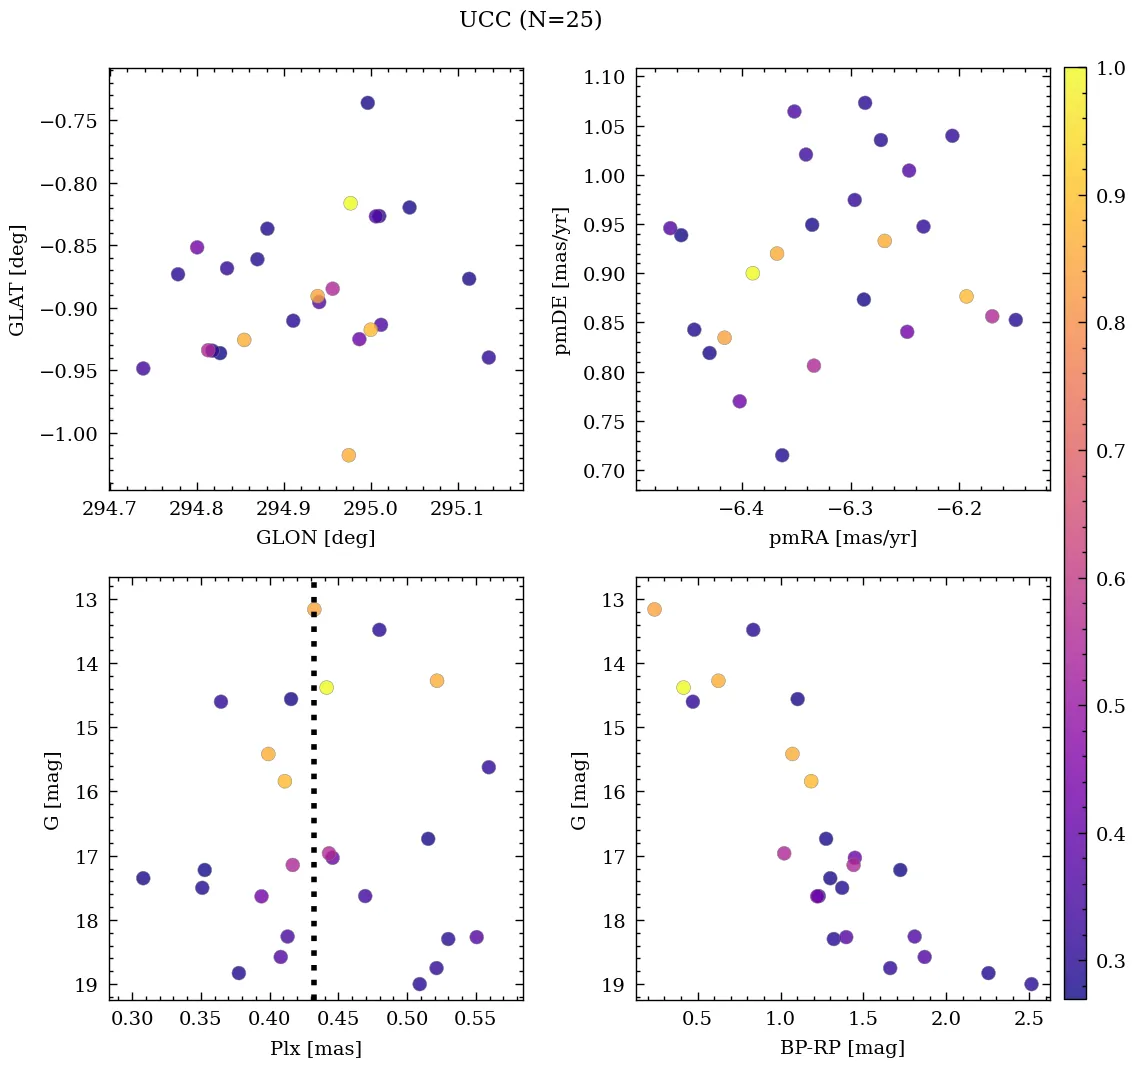 UCC (N=25)
−0.75
−0.80
−0.85
−0.90
−0.95
−1.00
GLAT [deg]
294.7 294.8 294.9 295.0 295.1
GLON [deg]
1.10
1.05
1.00
0.95
0.90
0.85
0.80
0.75
0.70
pmDE [mas/yr]
−6.4 −6.3 −6.2
pmRA [mas/yr]
13
14
15
16
17
18
19
G [mag]
0.30 0.35 0.40 0.45 0.50 0.55
Plx [mas]
13
14
15
16
17
18
19
G [mag]
0.5 1.0 1.5 2.0 2.5
BP-RP [mag]
1.0
0.9
0.8
0.7
0.6
0.5
0.4
0.3